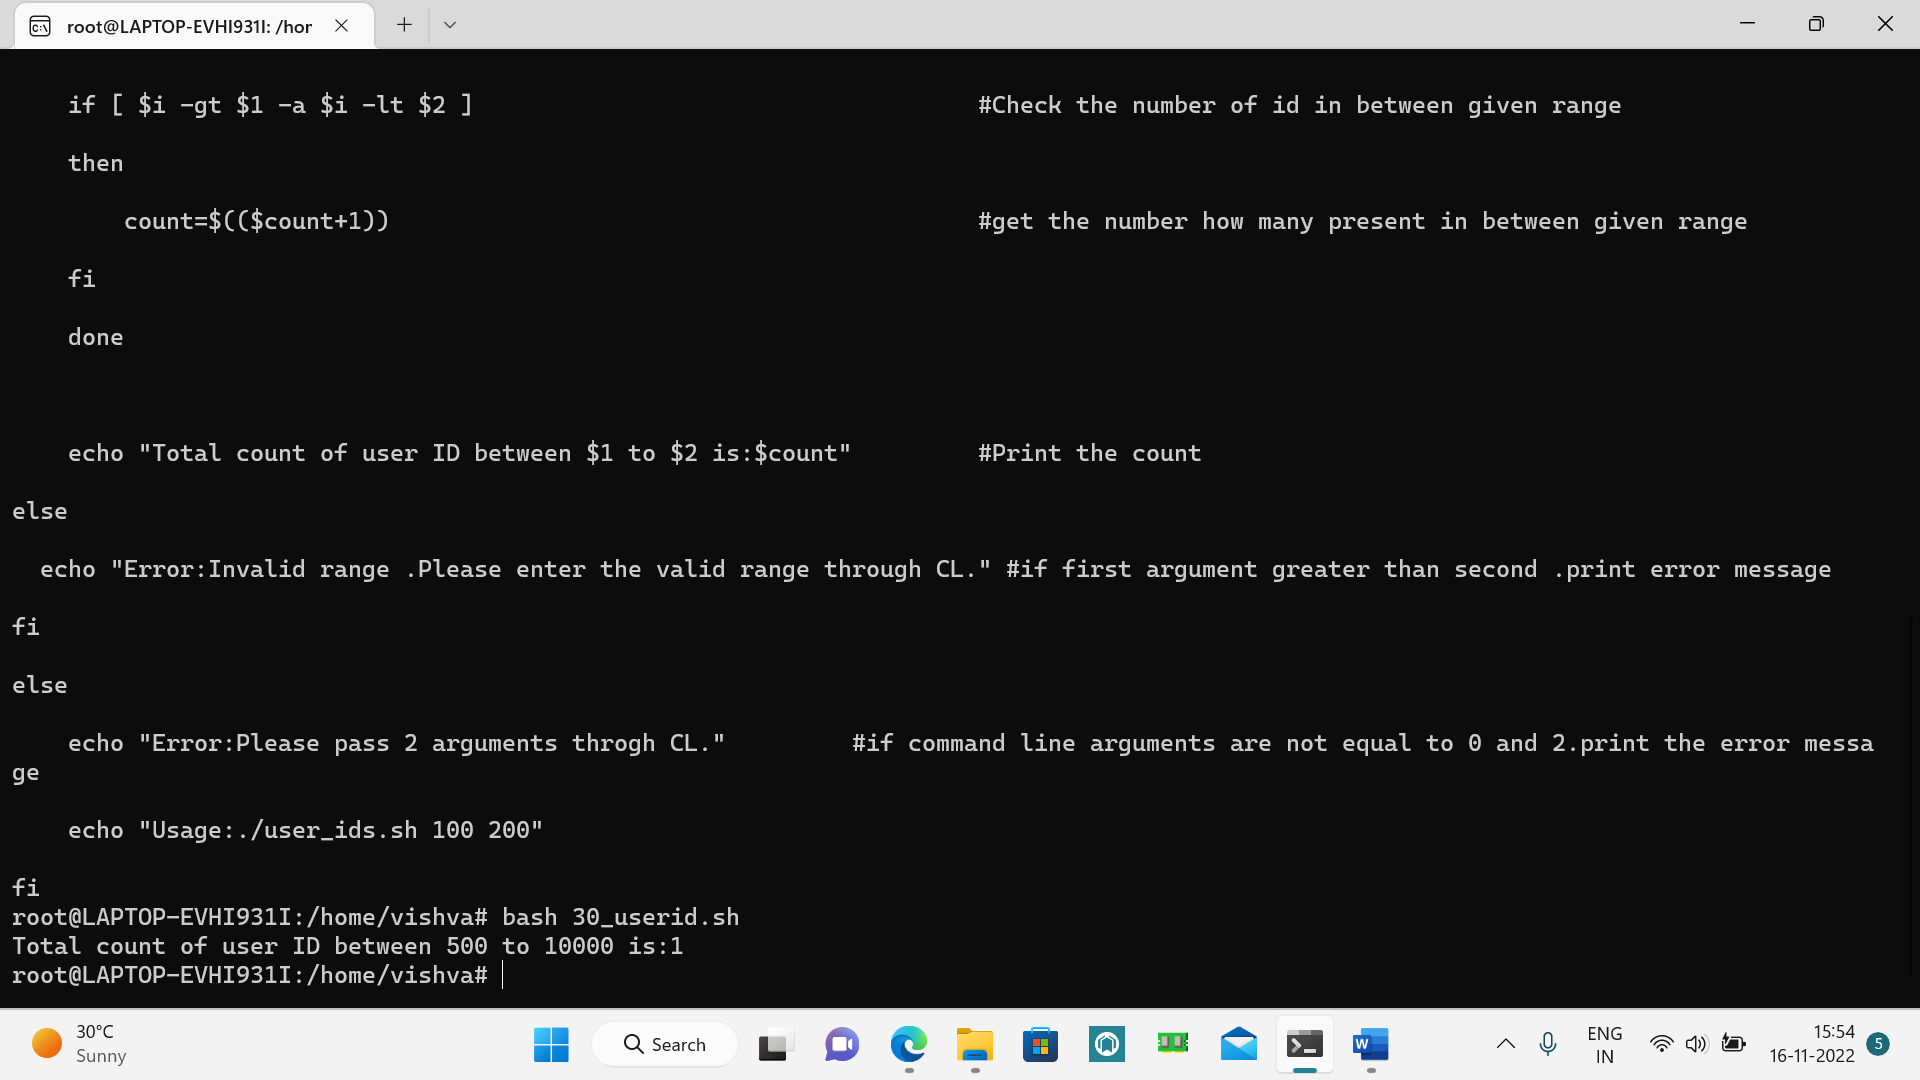 root@LAPTOP-EVHI931I: /hor
if [ $i -gt $1 -a $i -lt $2 ]                                    #Check the number of id in between given range
then
count=$(($count+1))                                          #get the number how many present in between given range
fi
done
echo "Total count of user ID between $1 to $2 is:$count"         #Print the count
else
echo "Error:Invalid range .Please enter the valid range through CL." #if first argument greater than second .print error message
fi
else
echo "Error:Please pass 2 arguments throgh CL."         #if command line arguments are not equal to 0 and 2.print the error messa
ge
echo "Usage:./user_ids.sh 100 200"
fi
root@LAPTOP-EVHI931I:/home/vishva# bash 30_userid.sh
Total count of user ID between 500 to 10000 is:1
root@LAPTOP-EVHI931I:/home/vishva#
30°C
Sunny
Search
ENG
IN
15:54
16-11-2022
5